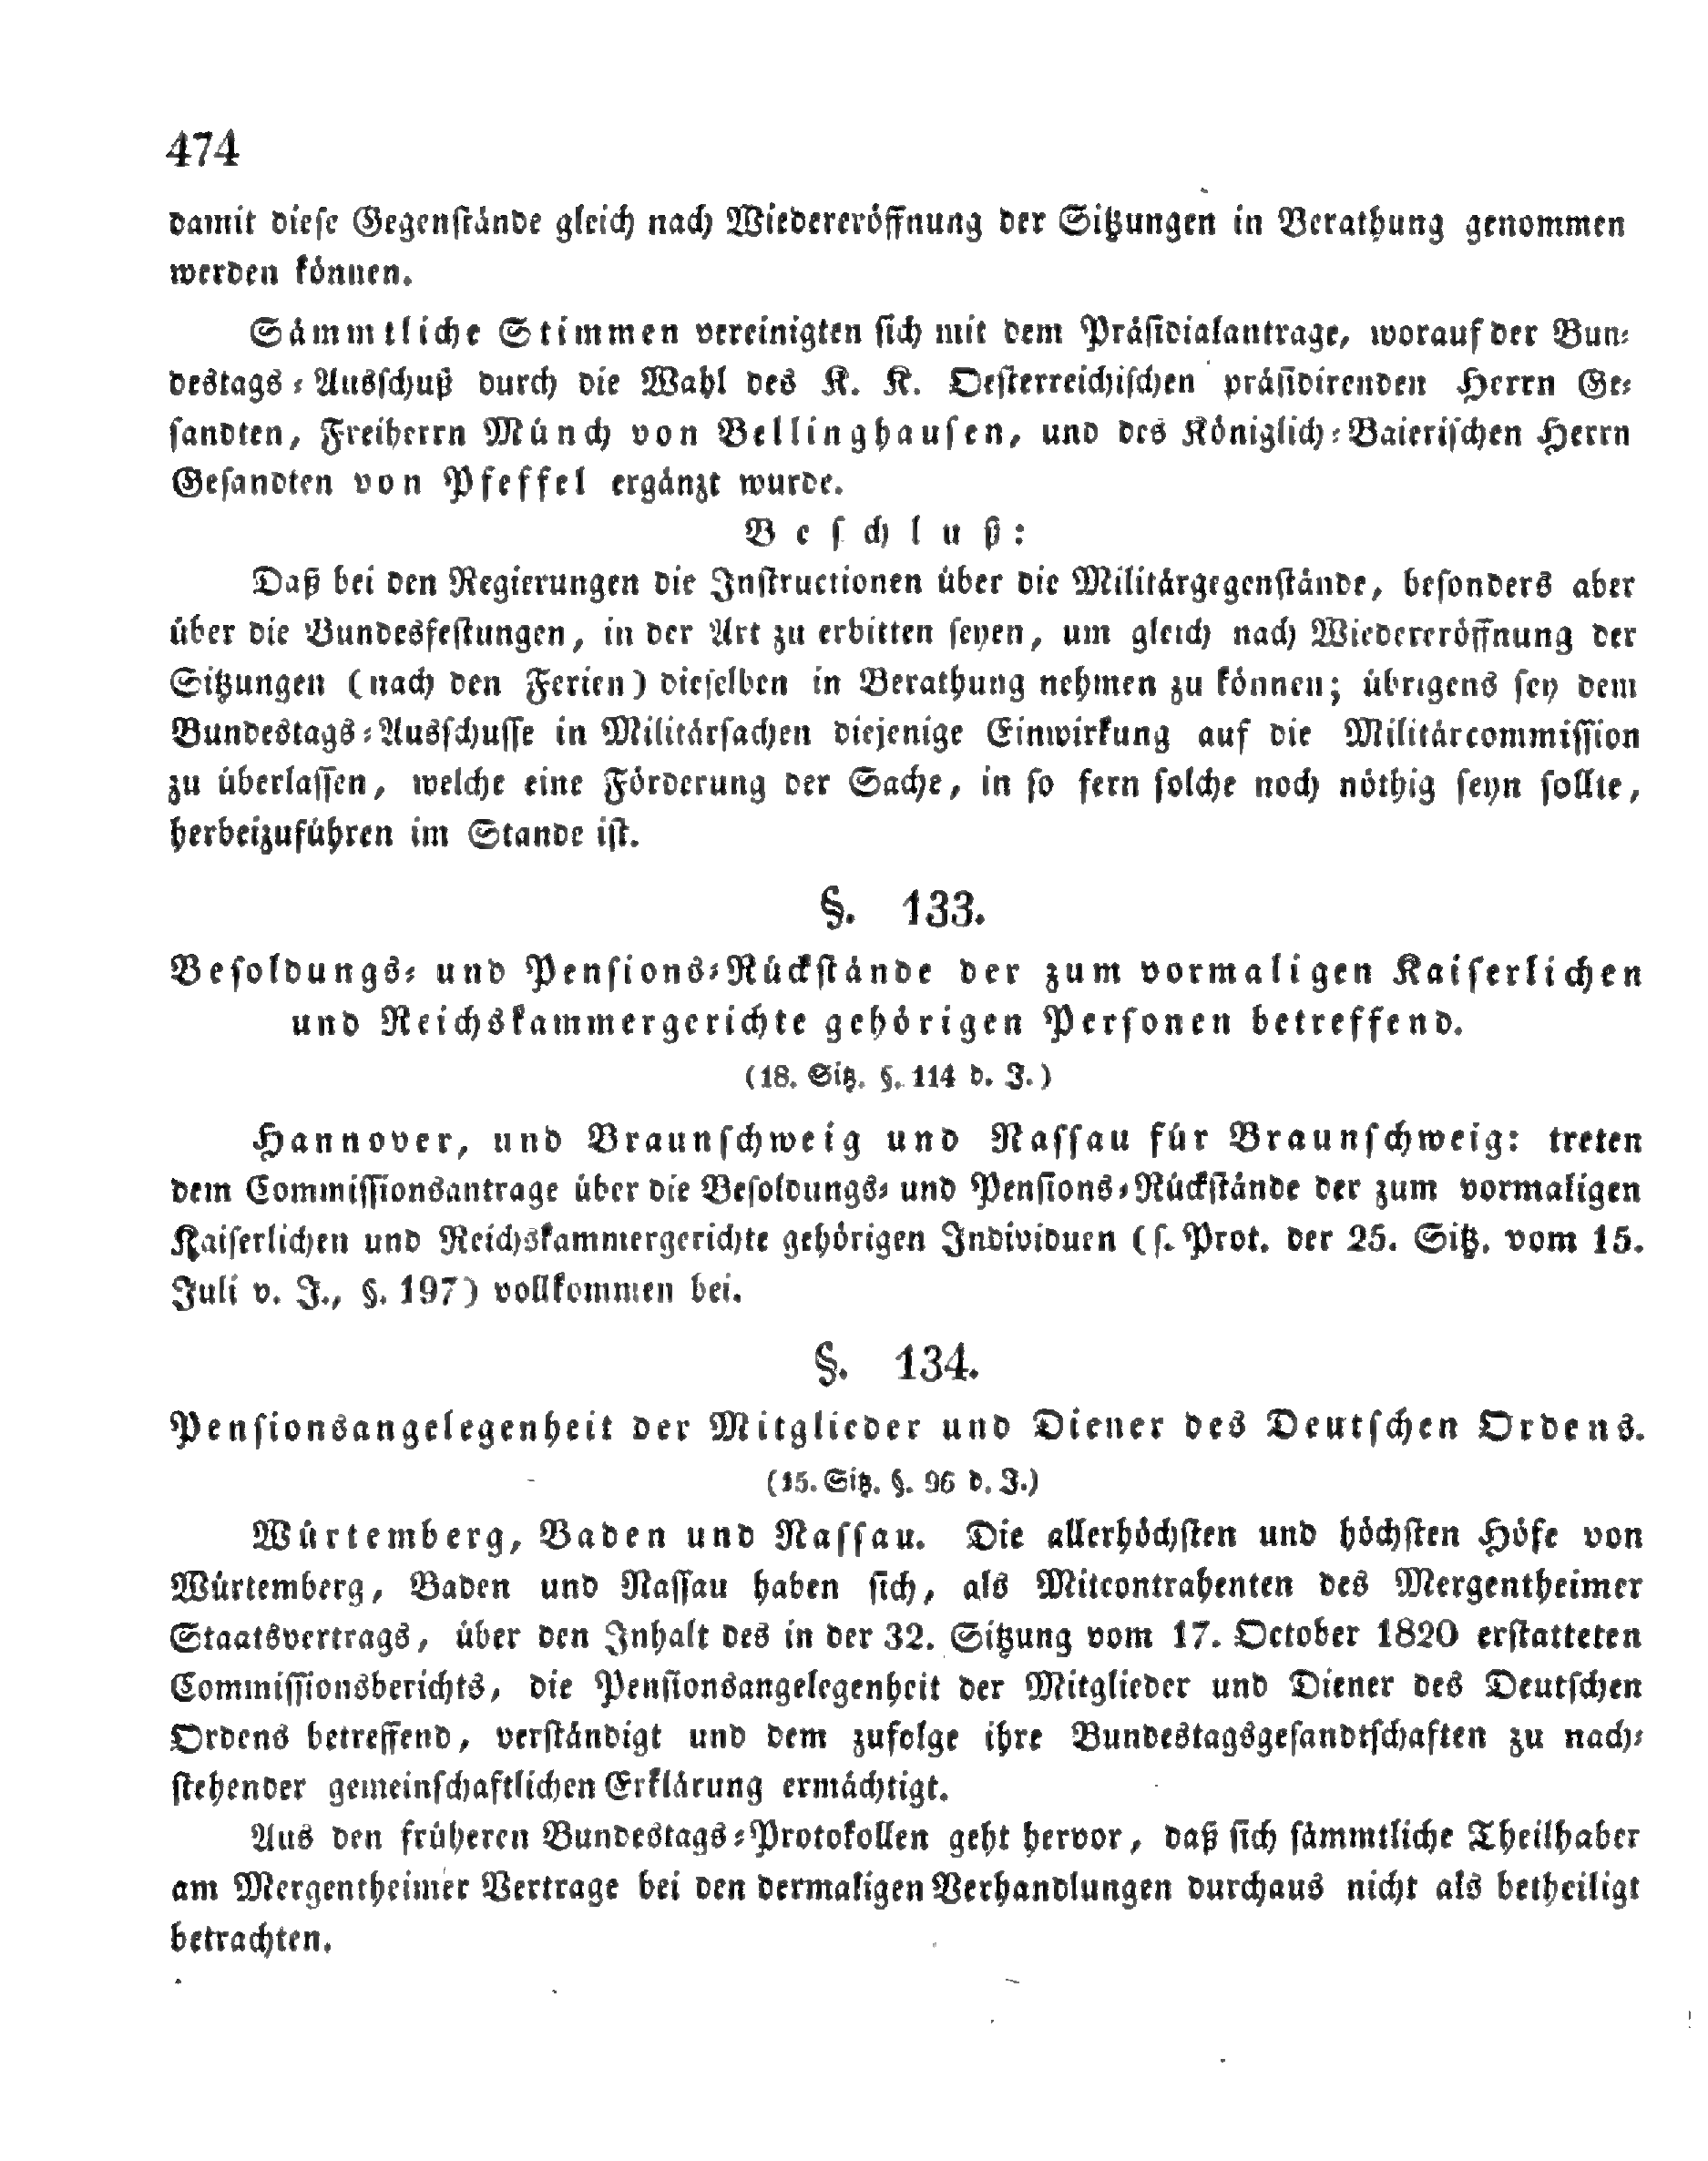 474
damit dieſe Gegenſtände gleich nach Wiedereröffnung der Sitzungen in Berathung genommen
werden können.
Sämmtliche Stimmen vereinigten ſich mit dem Präſidialantrage, worauf der Bun-
destags-Ausſchuß durch die Wahl des K. K. Oeſterreichiſchen präſidirenden Herrn Ge-
ſandten, Freiherrn Münch von Bellinghauſen, und des Königlich-Baieriſchen Herrn
Geſandten von Pfeffel ergänzt wurde.
Beſchluß:
Daß bei den Regierungen die Inſtructionen über die Militärgegenſtände, beſonders aber
über die Bundesfeſtungen, in der Art zu erbitten ſeyen, um gleich nach Wiedereröffnung der
Sitzungen (nach den Ferien) dieſelben in Berathung nehmen zu können; übrigens ſey dem
Bundestags-Ausſchuſſe in Militärſachen diejenige Einwirkung auf die Militärcommiſſion
zu überlaſſen, welche eine Förderung der Sache, in ſo fern ſolche noch nöthig ſeyn ſollte,
herbeizuführen im Stande iſt.
§. 133.
Beſoldungs- und Penſions-Rückſtände der zum vormaligen Kaiſerlichen
und Reichskammergerichte gehörigen Perſonen betreffend.
(18. Sitz. §. 114 d. J.)
Hannover, und Braunſchweig und Naſſau für Braunſchweig: treten
dem Commiſſionsantrage über die Beſoldungs- und Penſions-Rückſtände der zum vormaligen
Kaiſerlichen und Reichskammergerichte gehörigen Individuen (ſ. Prot. der 25. Sitz. vom 15.
Juli v. J., §. 197) vollkommen bei.
§. 134.
Penſionsangelegenheit der Mitglieder und Diener des Deutſchen Ordens.
(15. Sitz. §. 96 d. J.)
Würtemberg, Baden und Naſſau. Die allerhöchſten und höchſten Höfe von
Würtemberg, Baden und Naſſau haben ſich, als Mitcontrahenten des Mergentheimer
Staatsvertrags, über den Inhalt des in der 32. Sitzung vom 17. October 1820 erſtatteten
Commiſſionsberichts, die Penſionsangelegenheit der Mitglieder und Diener des Deutſchen
Ordens betreffend, verſtändigt und dem zufolge ihre Bundestagsgeſandtſchaften zu nach-
ſtehender gemeinſchaftlichen Erklärung ermächtigt.
Aus den früheren Bundestags-Protokollen geht hervor, daß ſich ſämmtliche Theilhaber
am Mergentheimer Vertrage bei den dermaligen Verhandlungen durchaus nicht als betheiligt
betrachten.